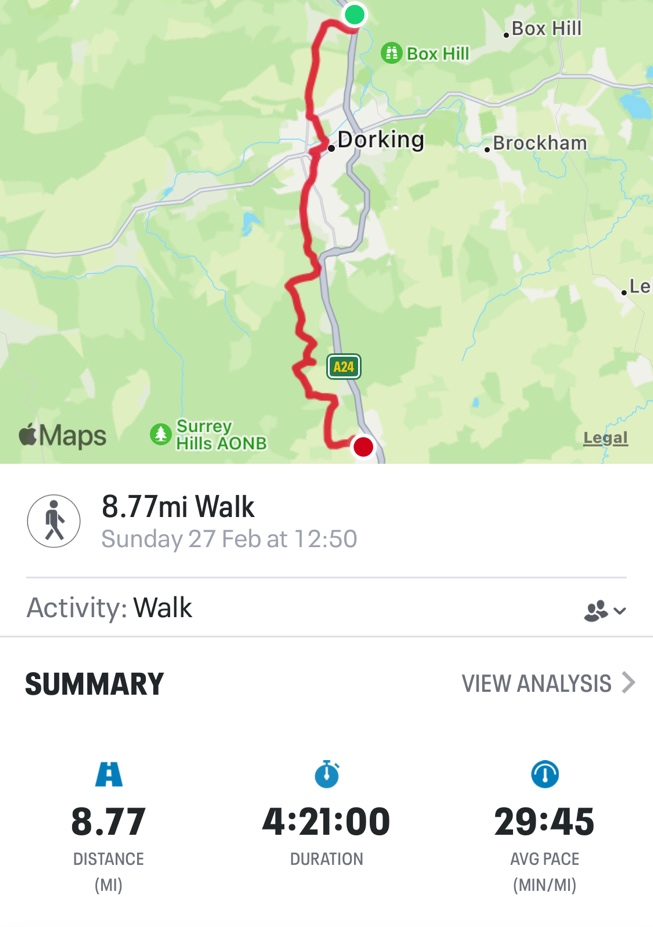 Box Hill
Box Hill
Dorking
Brockham
Le
A24
Maps
Surrey
Hills AONB
Legal
8.77mi Walk
Sunday 27 Feb at 12:50
Activity: Walk
SUMMARY
VIEW ANALYSIS
8.77
4:21:00
29:45
DISTANCE
(MI)
DURATION
AVG PACE
(MIN/MI)